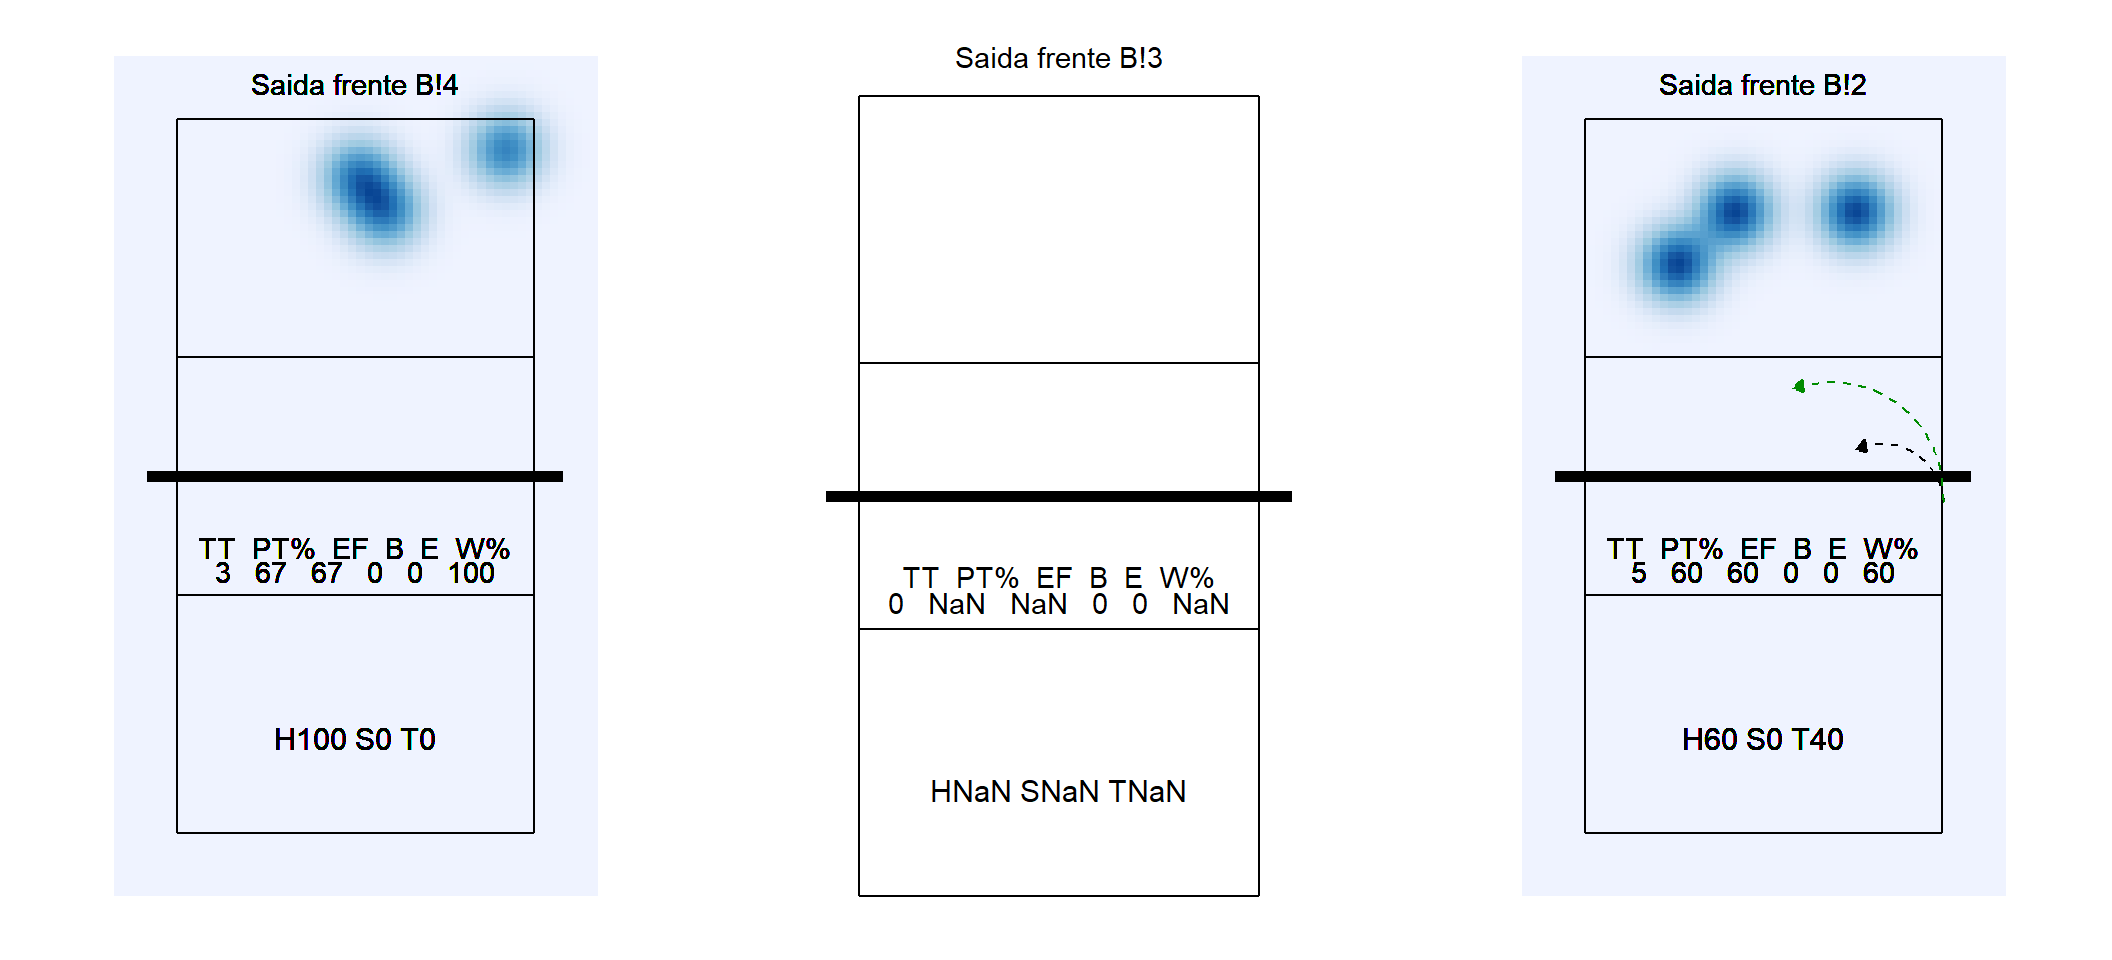 Saida frente B!4
TT PT% EF B E W%
3 67 67 0 0 100
H100 S0 T0
Saida frente B!3
TT PT% EF B E W%
0 NaN NaN 0 0 NaN
HNaN SNaN TNaN
Saida frente B!2
TT PT% EF B E W%
5 60 60 0 0 60
H60 S0 T40